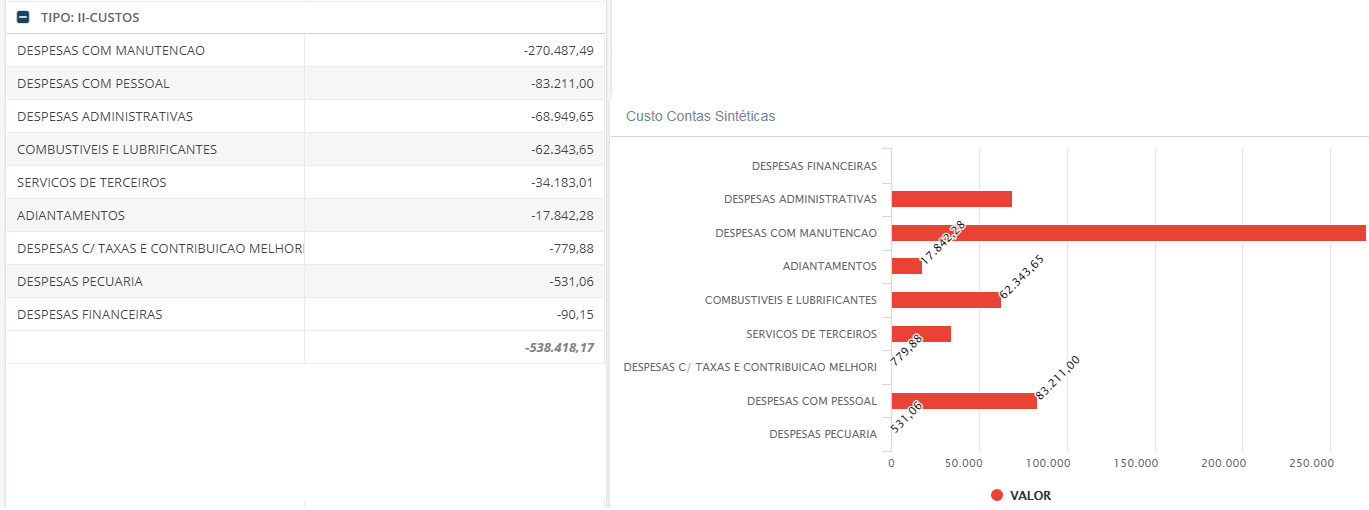 TIPO: II-CUSTOS
DESPESAS COM MANUTENCAO -270.487,49
DESPESAS COM PESSOAL -83.211,00
DESPESAS ADMINISTRATIVAS -68.949,65
COMBUSTIVEIS E LUBRIFICANTES -62.343,65
SERVICOS DE TERCEIROS -34.183,01
ADIANTAMENTOS -17.842,28
DESPESAS C/ TAXAS E CONTRIBUICAO MELHORI -779,88
DESPESAS PECUARIA -531,06
DESPESAS FINANCEIRAS -90,15
-538.418,17
Custo Contas Sintéticas
DESPESAS FINANCEIRAS
DESPESAS ADMINISTRATIVAS
DESPESAS COM MANUTENCAO
ADIANTAMENTOS 17.842,28
COMBUSTIVEIS E LUBRIFICANTES 62.343,65
SERVICOS DE TERCEIROS
DESPESAS C/ TAXAS E CONTRIBUICAO MELHORI 779,88
DESPESAS COM PESSOAL 83.211,00
DESPESAS PECUARIA 531,06
0 50.000 100.000 150.000 200.000 250.000
VALOR